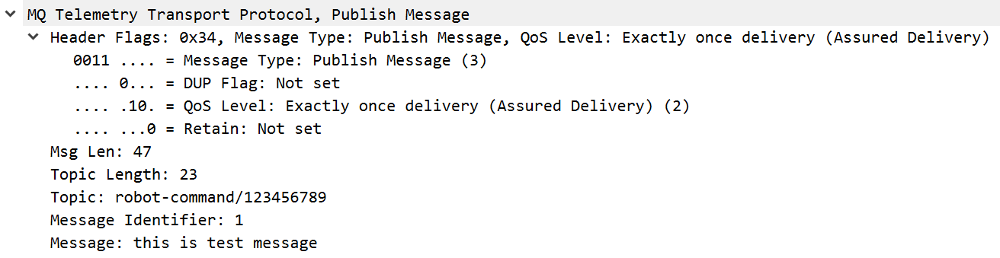 MQ Telemetry Transport Protocol, Publish Message
Header Flags: 0x34, Message Type: Publish Message, QoS Level: Exactly once delivery (Assured Delivery)
0011 .... = Message Type: Publish Message (3)
.... 0... = DUP Flag: Not set
.... .10. = QoS Level: Exactly once delivery (Assured Delivery) (2)
.... ...0 = Retain: Not set
Msg Len: 47
Topic Length: 23
Topic: robot-command/123456789
Message Identifier: 1
Message: this is test message